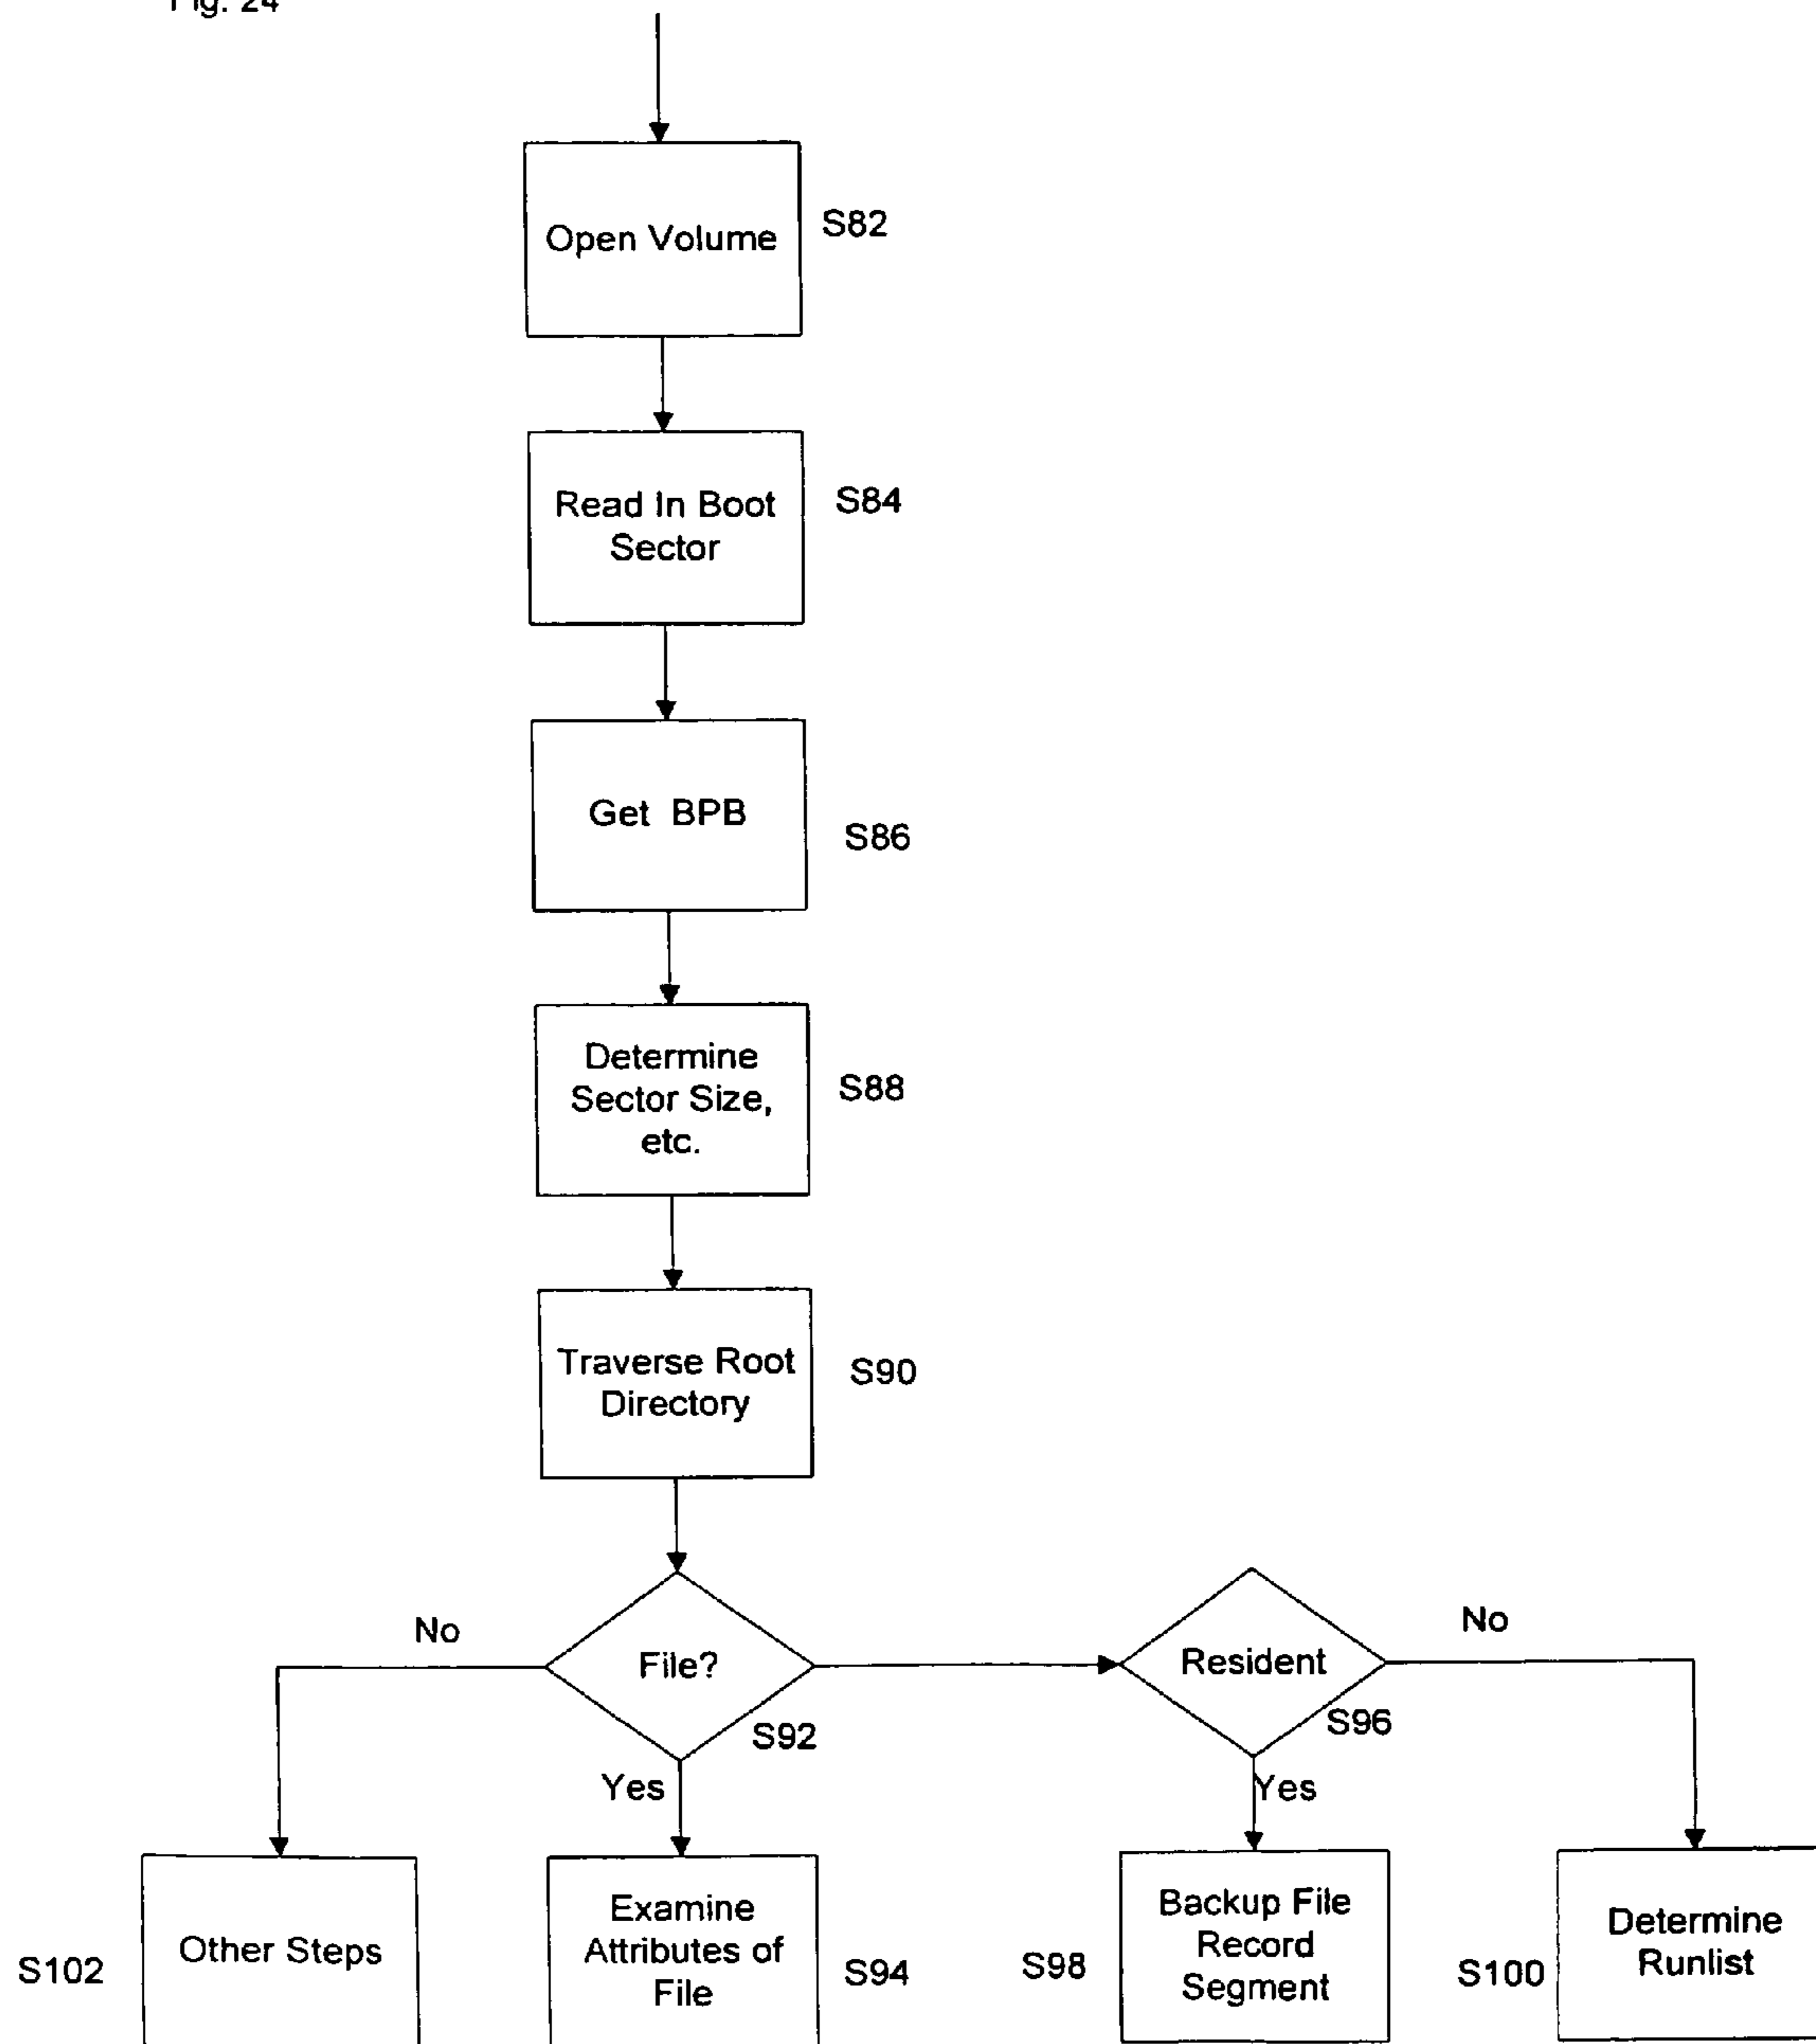 Fig. 24
Open Volume
S82
Read In Boot
Sector
S84
Get BPB
S86
Determine
Sector Size,
etc.
S88
Traverse Root
Directory
S90
No
File?
S92
Yes
Resident
S96
No
Yes
S102
Other Steps
Examine
Attributes of
File
S94
S98
Backup File
Record
Segment
S100
Determine
Runlist